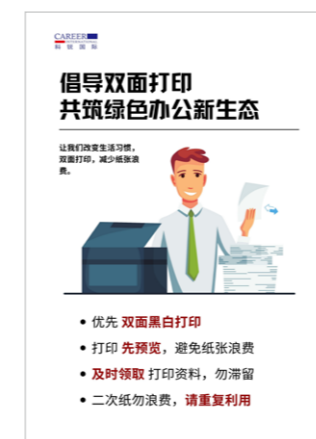 CAREER
INTERNATIONAL
科锐国际
倡导双面打印
共筑绿色办公新生态
让我们改变生活习惯，
双面打印，减少纸张浪
费。
优先 双面黑白打印
打印 先预览，避免纸张浪费
及时领取 打印资料，勿滞留
二次纸勿浪费，请重复利用